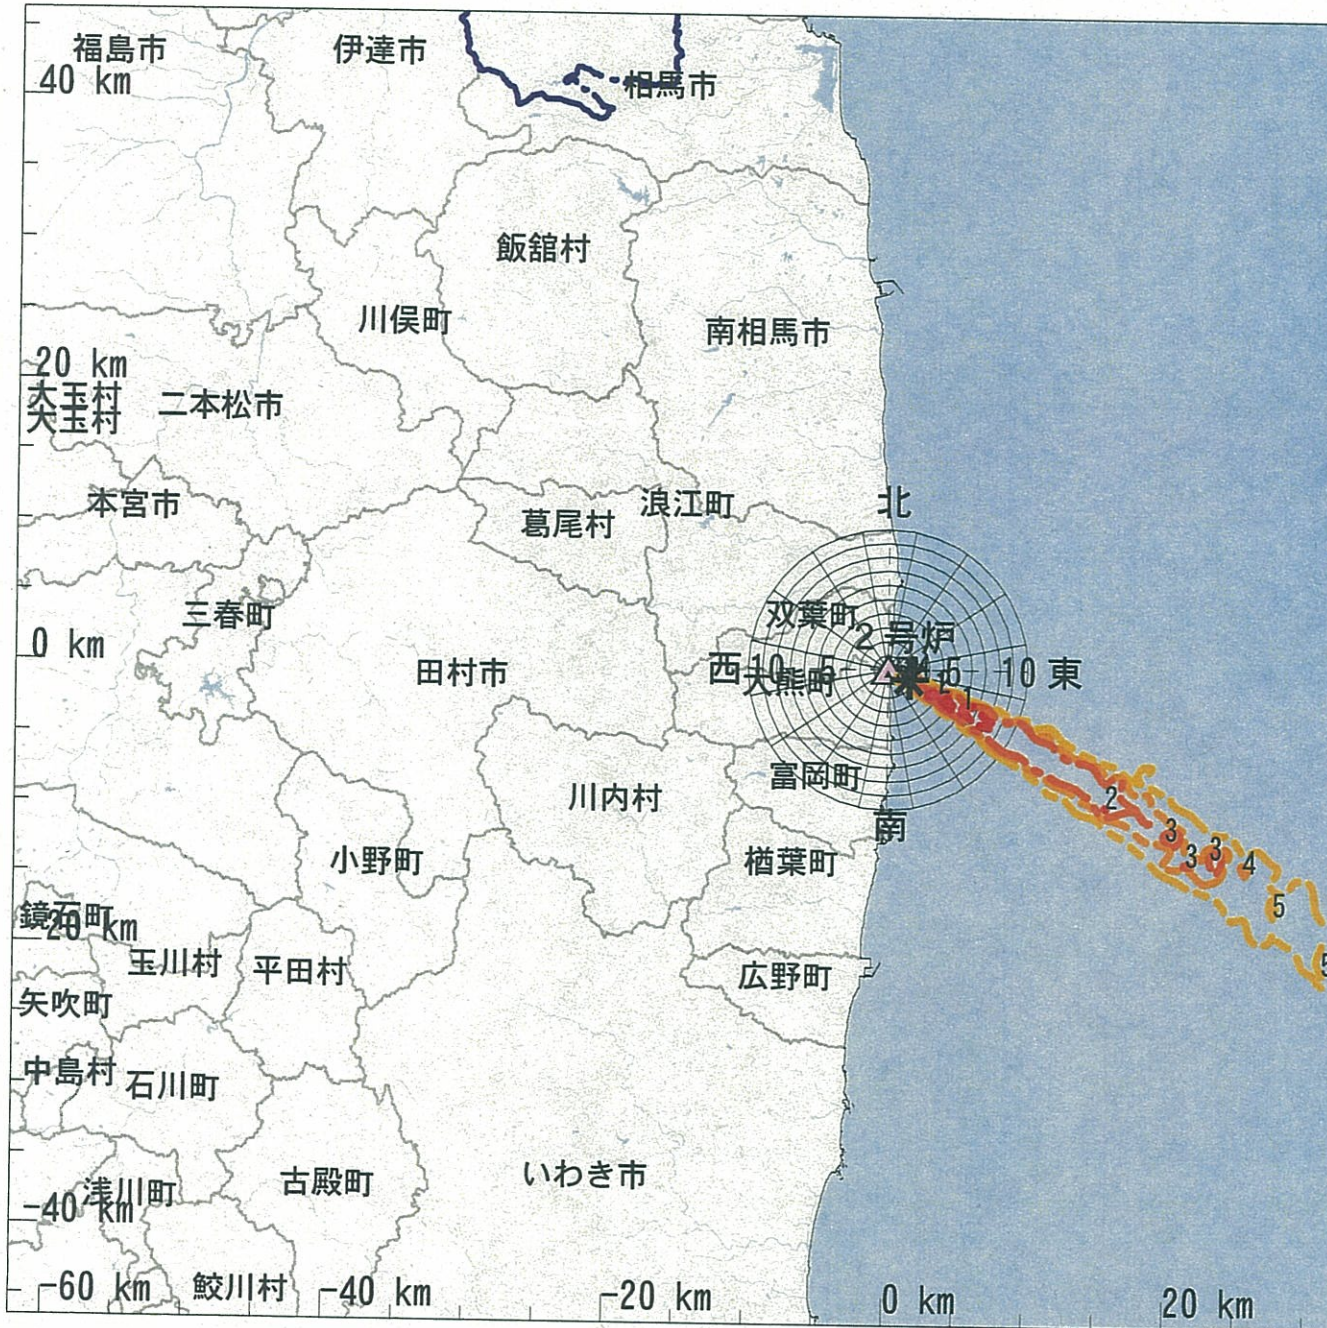 福島市
伊達市
40 km
相馬市
飯舘村
川俣町
南相馬市
20 km
大玉村
大玉村
二本松市
本宮市
浪江町
北
葛尾村
三春町
双葉町
2号炉
0 km
田村市
西 10 5 5 10 東
大熊町
1
富岡町
川内村
2
南
3
3
3
4
小野町
楢葉町
5
鏡石町
-20 km
玉川村
平田村
広野町
5
矢吹町
中島村
石川町
いわき市
古殿町
浅川町
-40 km
-60 km
鮫川村
-40 km
-20 km
0 km
20 km